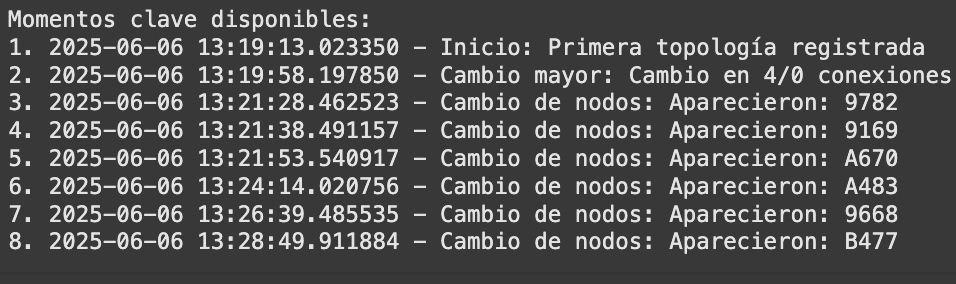 Momentos clave disponibles:
1. 2025-06-06 13:19:13.023350 – Inicio: Primera topología registrada
2. 2025-06-06 13:19:58.197850 – Cambio mayor: Cambio en 4/0 conexiones
3. 2025-06-06 13:21:28.462523 – Cambio de nodos: Aparecieron: 9782
4. 2025-06-06 13:21:38.491157 – Cambio de nodos: Aparecieron: 9169
5. 2025-06-06 13:21:53.540917 – Cambio de nodos: Aparecieron: A670
6. 2025-06-06 13:24:14.020756 – Cambio de nodos: Aparecieron: A483
7. 2025-06-06 13:26:39.485535 – Cambio de nodos: Aparecieron: 9668
8. 2025-06-06 13:28:49.911884 – Cambio de nodos: Aparecieron: B477